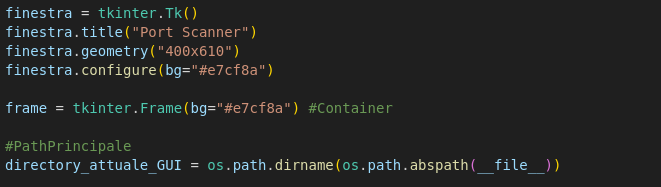 finestra = tkinter.Tk()
finestra.title("Port Scanner")
finestra.geometry("400x610")
finestra.configure(bg="#e7cf8a")
frame = tkinter.Frame(bg="#e7cf8a") #Container
#PathPrincipale
directory_attuale_GUI = os.path.dirname(os.path.abspath(__file__))